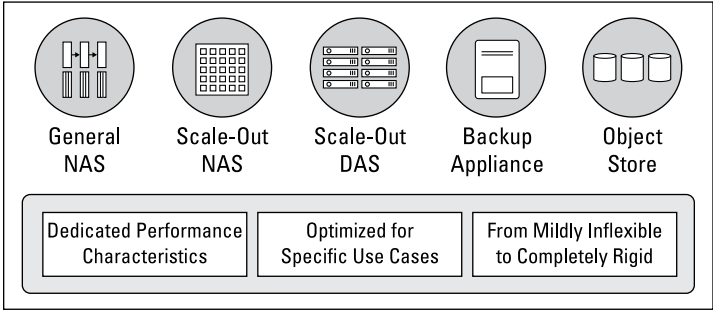 General
NAS
Scale-Out
NAS
Scale-Out
DAS
Backup
Appliance
Object
Store
Dedicated Performance
Characteristics
Optimized for
Specific Use Cases
From Mildly Inflexible
to Completely Rigid